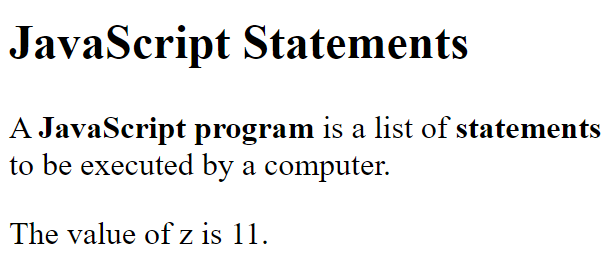 JavaScript Statements
A JavaScript program is a list of statements
to be executed by a computer.
The value of z is 11.